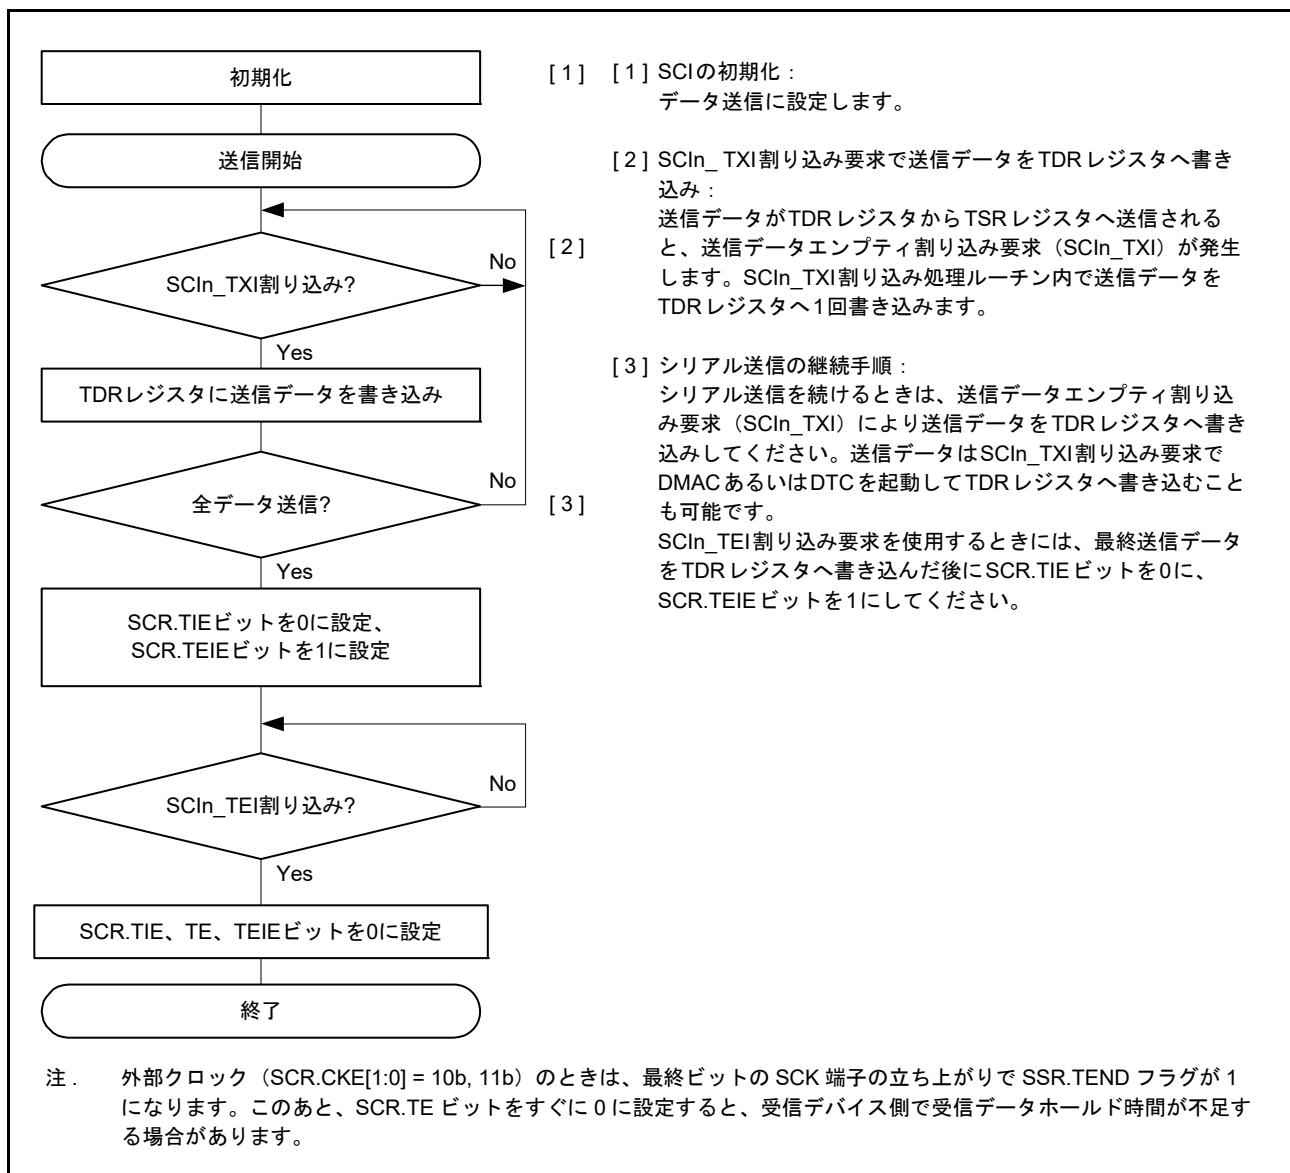 初期化
送信開始
SCIn_TXI割り込み?
No
Yes
TDRレジスタに送信データを書き込み
全データ送信?
No
Yes
SCR.TIEビットを0に設定、
SCR.TEIEビットを1に設定
SCIn_TEI割り込み?
No
Yes
SCR.TIE、TE、TEIEビットを0に設定
終了
[ 1 ]
[ 2 ]
[ 3 ]
[ 1 ] SCIの初期化：
データ送信に設定します。
[ 2 ] SCIn_ TXI割り込み要求で送信データをTDRレジスタへ書き
込み：
送信データがTDRレジスタからTSRレジスタへ送信される
と、送信データエンプティ割り込み要求（SCIn_TXI）が発生
します。SCIn_TXI割り込み処理ルーチン内で送信データを
TDRレジスタへ1回書き込みます。
[ 3 ] シリアル送信の継続手順：
シリアル送信を続けるときは、送信データエンプティ割り込
み要求（SCIn_TXI）により送信データをTDRレジスタへ書き
込みしてください。送信データはSCIn_TXI割り込み要求で
DMACあるいはDTCを起動してTDRレジスタへ書き込むこと
も可能です。
SCIn_TEI割り込み要求を使用するときには、最終送信データ
をTDRレジスタへ書き込んだ後にSCR.TIEビットを0に、
SCR.TEIEビットを1にしてください。
注． 外部クロック（SCR.CKE[1:0] = 10b, 11b）のときは、最終ビットの SCK 端子の立ち上がりで SSR.TEND フラグが 1
になります。このあと、SCR.TE ビットをすぐに 0 に設定すると、受信デバイス側で受信データホールド時間が不足す
る場合があります。